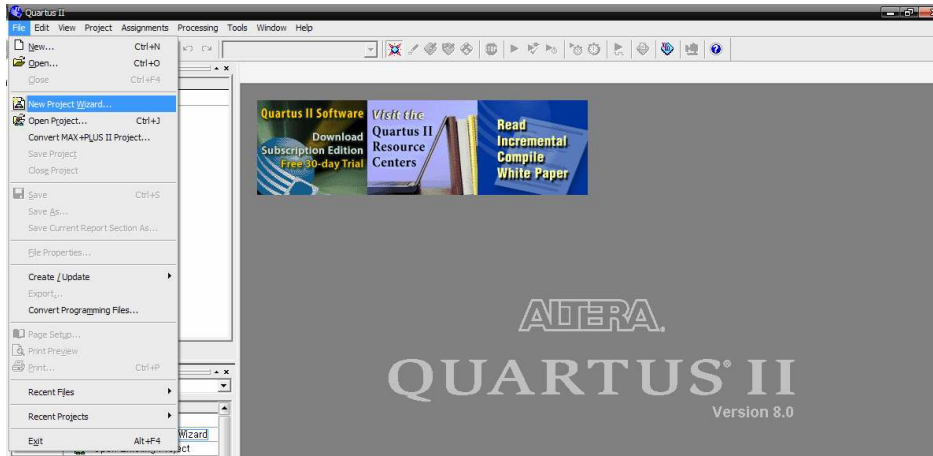 Quartus II
File Edit View Project Assignments Processing Tools Window Help
New... Ctrl+N
Open... Ctrl+O
Close Ctrl+F4
New Project Wizard...
Open Project... Ctrl+J
Convert MAX+PLUS II Project...
Save Project
Close Project
Save Ctrl+S
Save As...
Save Current Report Section As...
File Properties...
Create / Update
Export...
Convert Programming Files...
Page Setup...
Print Preview
Print... Ctrl+P
Recent Files
Recent Projects
Exit Alt+F4
Wizard
Quartus II Software
Download
Subscription Edition
Free 30-day Trial
Visit the
Quartus II
Resource
Centers
Read
Incremental
Compile
White Paper
ALTERA
QUARTUS II
Version 8.0